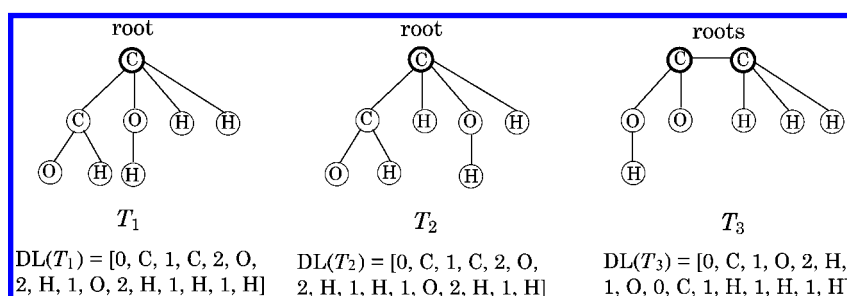 root
root
roots
C
C
C
C
C
O
H
H
C
H
O
H
O
O
H
H
H
O
H
H
O
H
H
H
T1
T2
T3
DL(T1) = [0, C, 1, C, 2, O,
2, H, 1, O, 2, H, 1, H, 1, H]
DL(T2) = [0, C, 1, C, 2, O,
2, H, 1, H, 1, O, 2, H, 1, H]
DL(T3) = [0, C, 1, O, 2, H,
1, O, 0, C, 1, H, 1, H, 1, H]